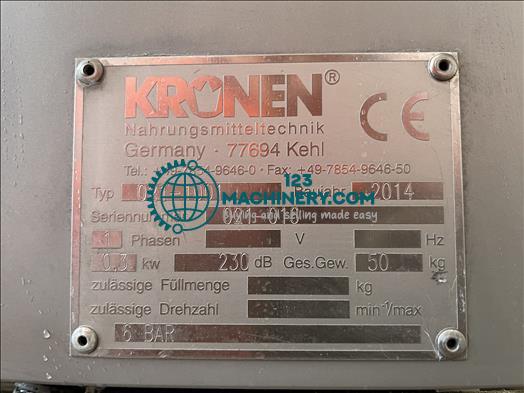 KRONEN®
CE
Nahrungsmitteltechnik
Germany · 77694 Kehl
Tel.: -9646-0 · Fax: +49-7854-9646-50
Typ Baujahr 2014
Seriennummer 018
123
MACHINERY.COM
buying and selling made easy
1 Phasen V Hz
0.3 kw 230 dB Ges.Gew. 50 kg
zulässige Füllmenge kg
zulässige Drehzahl min⁻¹/max
6 BAR